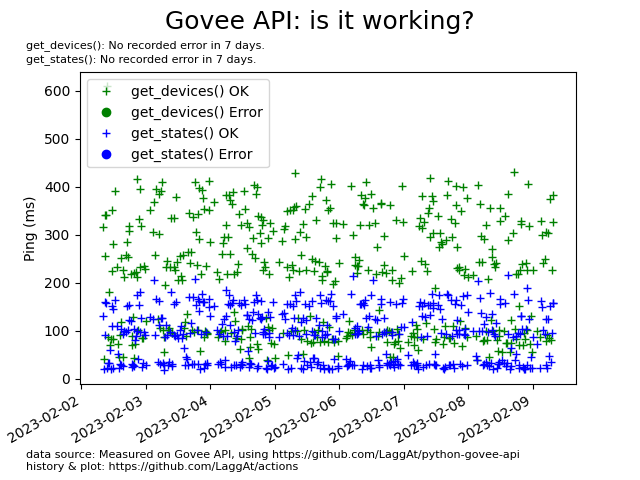 Govee API: is it working?
get_devices(): No recorded error in 7 days.
get_states(): No recorded error in 7 days.
get_devices() OK
get_devices() Error
get_states() OK
get_states() Error
600
500
400
300
200
100
0
Ping (ms)
2023-02-02
2023-02-03
2023-02-04
2023-02-05
2023-02-06
2023-02-07
2023-02-08
2023-02-09
data source: Measured on Govee API, using https://github.com/LaggAt/python-govee-api
history & plot: https://github.com/LaggAt/actions